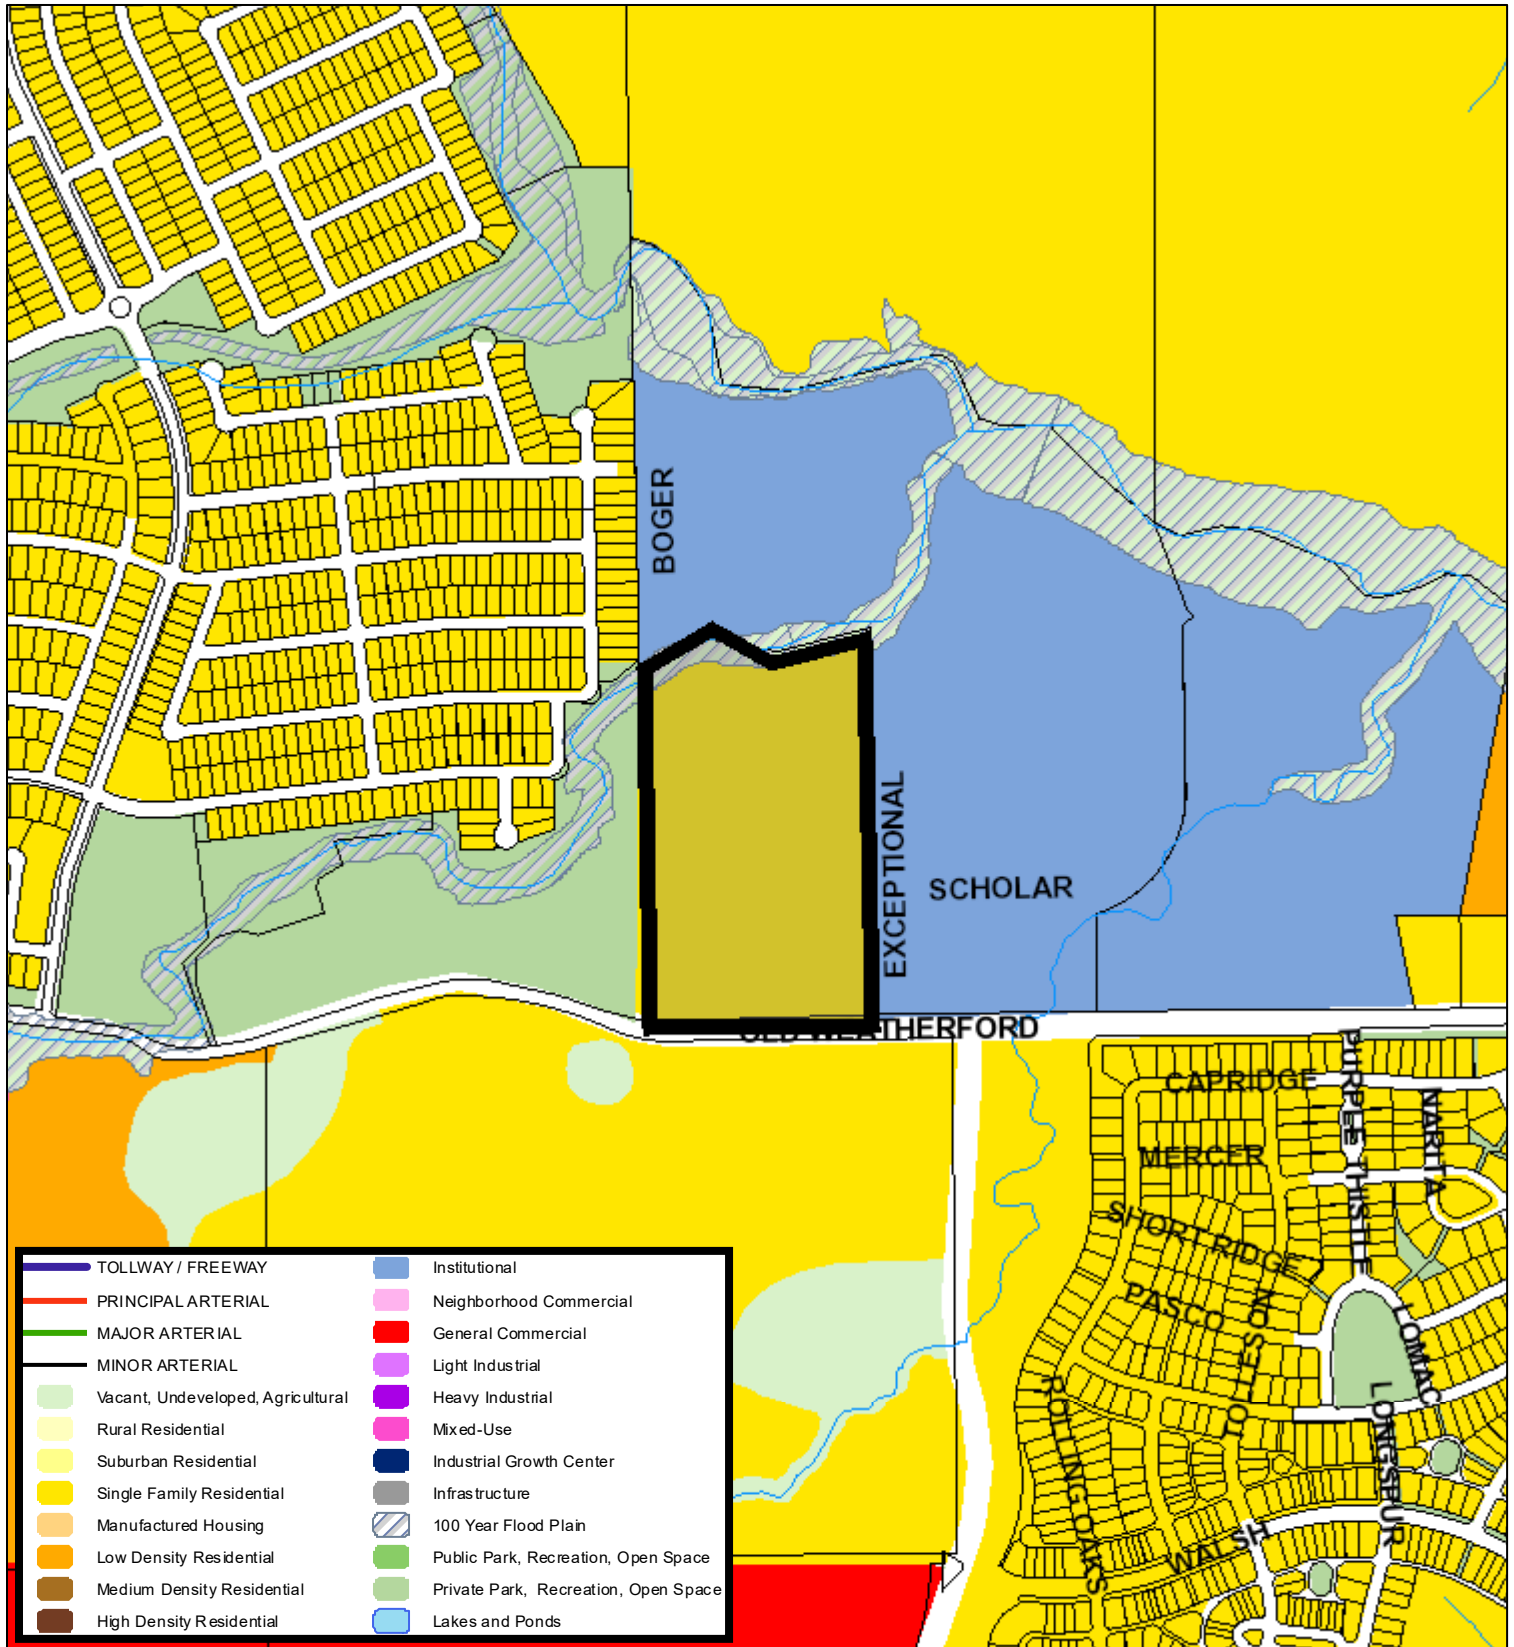 BOGER
EXCEPTIONAL
SCHOLAR
OLD WEATHERFORD
CAPRIDGE
PURPLE THISTLE
NARITA
MERCER
SHORT RIDGE
PASCO
TOLLESON
LOMAC
ROLLING OAKS
LONGSPUR
WALSH
TOLLWAY / FREEWAY
PRINCIPAL ARTERIAL
MAJOR ARTERIAL
MINOR ARTERIAL
Vacant, Undeveloped, Agricultural
Rural Residential
Suburban Residential
Single Family Residential
Manufactured Housing
Low Density Residential
Medium Density Residential
High Density Residential
Institutional
Neighborhood Commercial
General Commercial
Light Industrial
Heavy Industrial
Mixed-Use
Industrial Growth Center
Infrastructure
100 Year Flood Plain
Public Park, Recreation, Open Space
Private Park, Recreation, Open Space
Lakes and Ponds